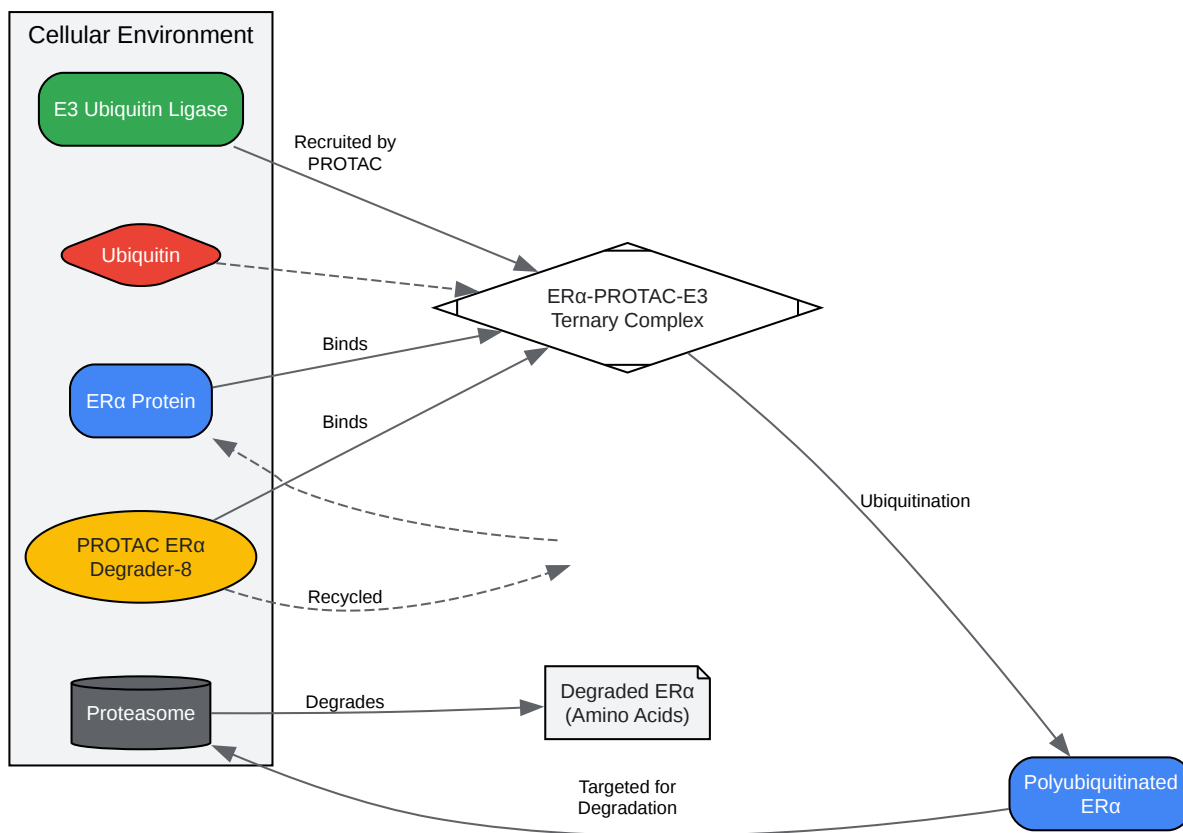 Cellular Environment
E3 Ubiquitin Ligase
Recruited by
PROTAC
Ubiquitin
ERα-PROTAC-E3
Ternary Complex
Binds
ERα Protein
Binds
Ubiquitination
PROTAC ERα
Degrader-8
Recycled
Proteasome
Degrades
Degraded ERα
(Amino Acids)
Targeted for
Degradation
Polyubiquitinated
ERα